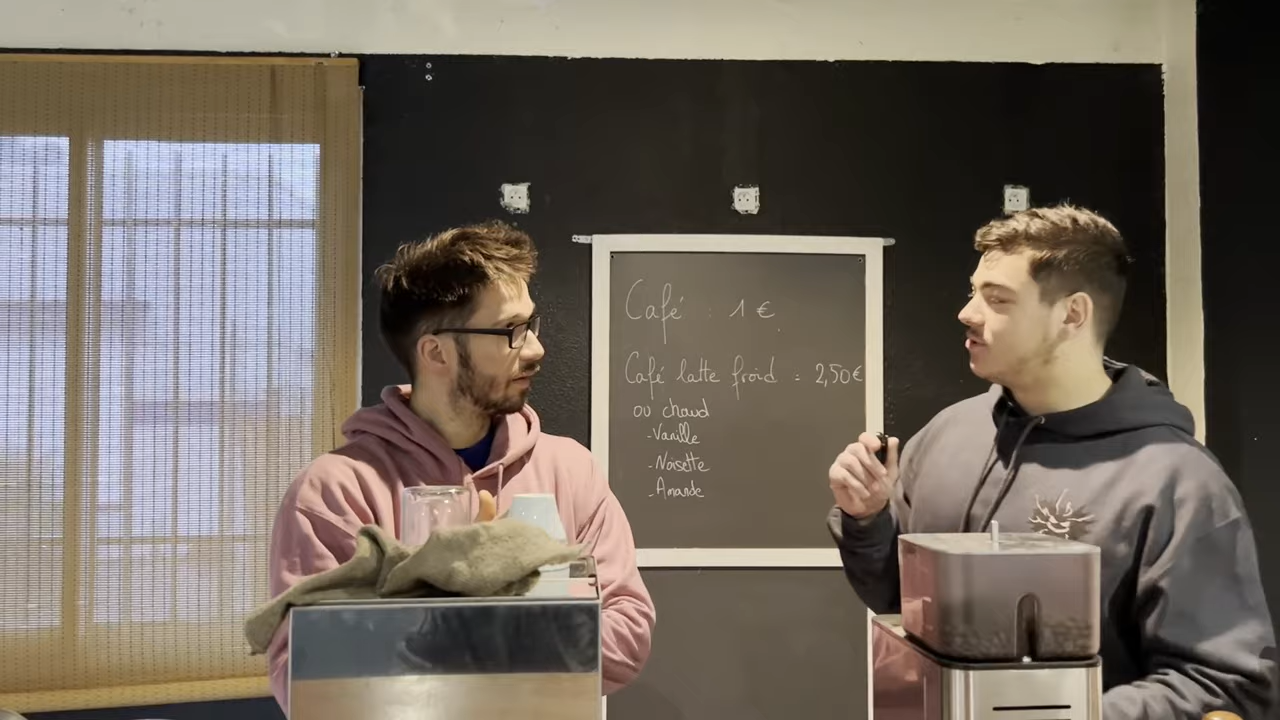 Café : 1 €
Café latte froid = 2,50€
ou chaud
-Vanille
-Noisette
-Amande